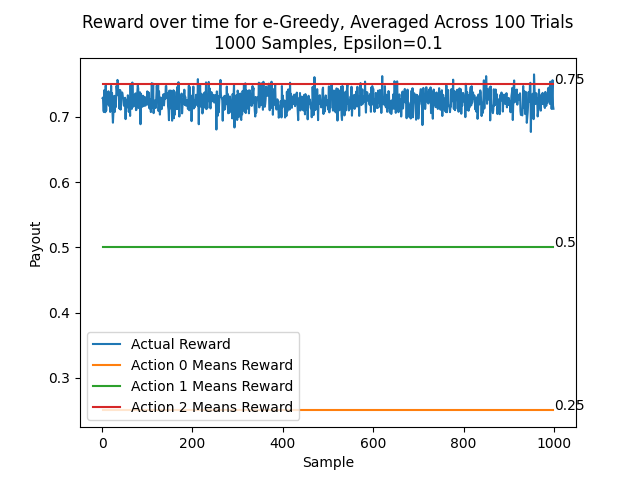 Reward over time for e-Greedy, Averaged Across 100 Trials
1000 Samples, Epsilon=0.1
Payout
0.7
0.6
0.5
0.4
0.3
0.75
0.5
0.25
Actual Reward
Action 0 Means Reward
Action 1 Means Reward
Action 2 Means Reward
0 200 400 600 800 1000
Sample